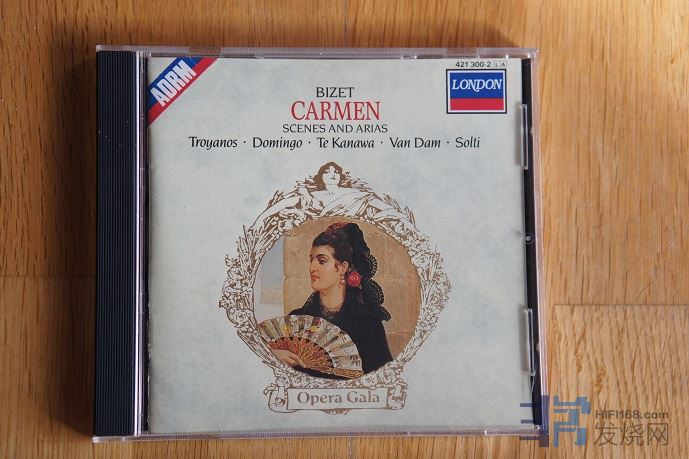 ADRM
421 300-2 LA
LONDON
BIZET
CARMEN
SCENES AND ARIAS
Troyanos · Domingo · Te Kanawa · Van Dam · Solti
Opera Gala
HIFI168.com
发烧网